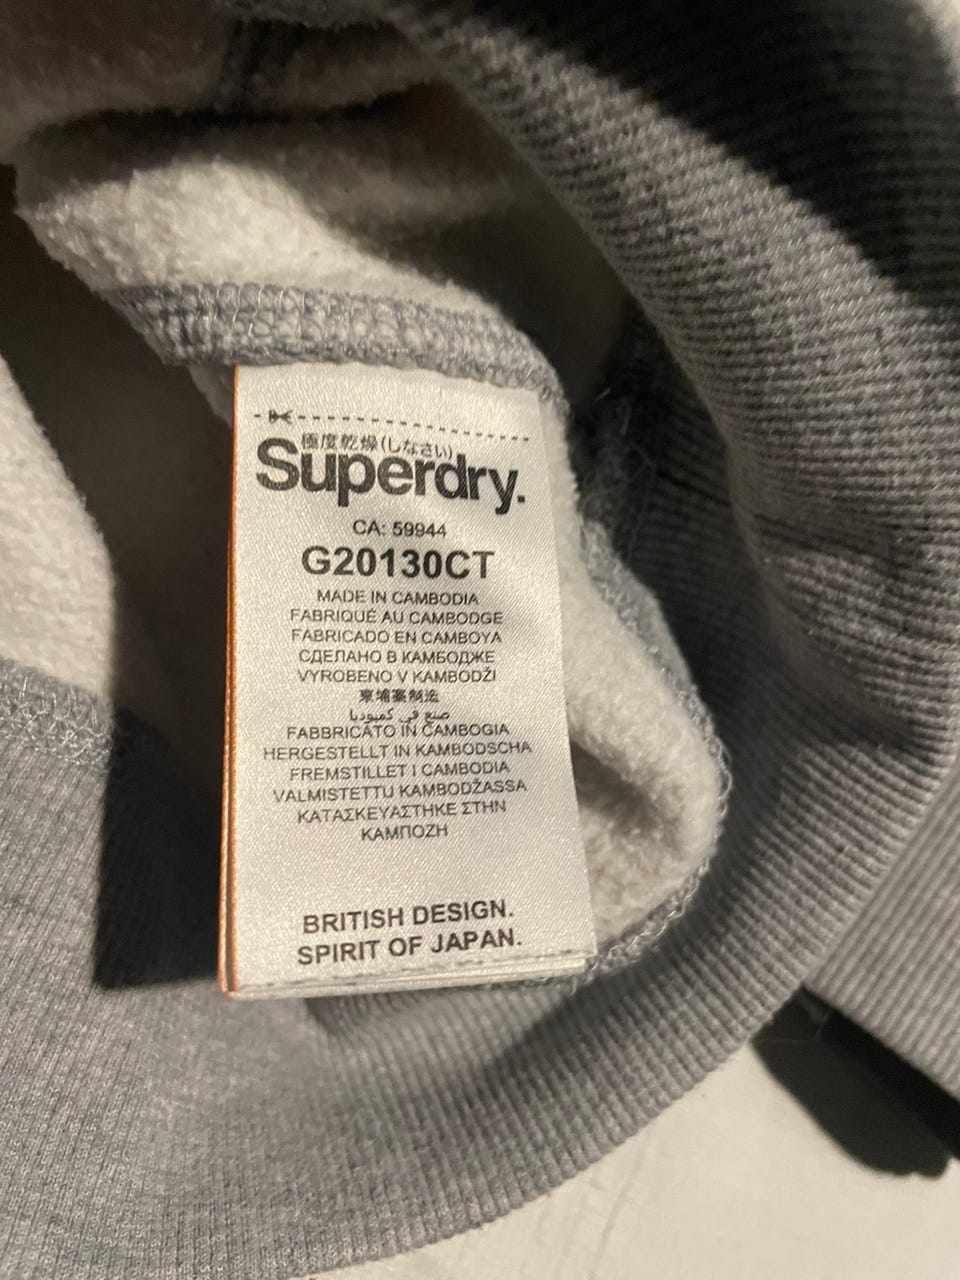 極度乾燥(しなさい)
Superdry.
CA: 59944
G20130CT
MADE IN CAMBODIA
FABRIQUÉ AU CAMBODGE
FABRICADO EN CAMBOYA
СДЕЛАНО В КАМБОДЖЕ
VYROBENO V KAMBODŽI
柬埔寨制造
صنع في كمبوديا
FABBRICATO IN CAMBOGIA
HERGESTELLT IN KAMBODSCHA
FREMSTILLET I CAMBODIA
VALMISTETTU KAMBODŽASSA
ΚΑΤΑΣΚΕΥΑΣΤΗΚΕ ΣΤΗΝ
ΚΑΜΠΟΖΗ
BRITISH DESIGN.
SPIRIT OF JAPAN.